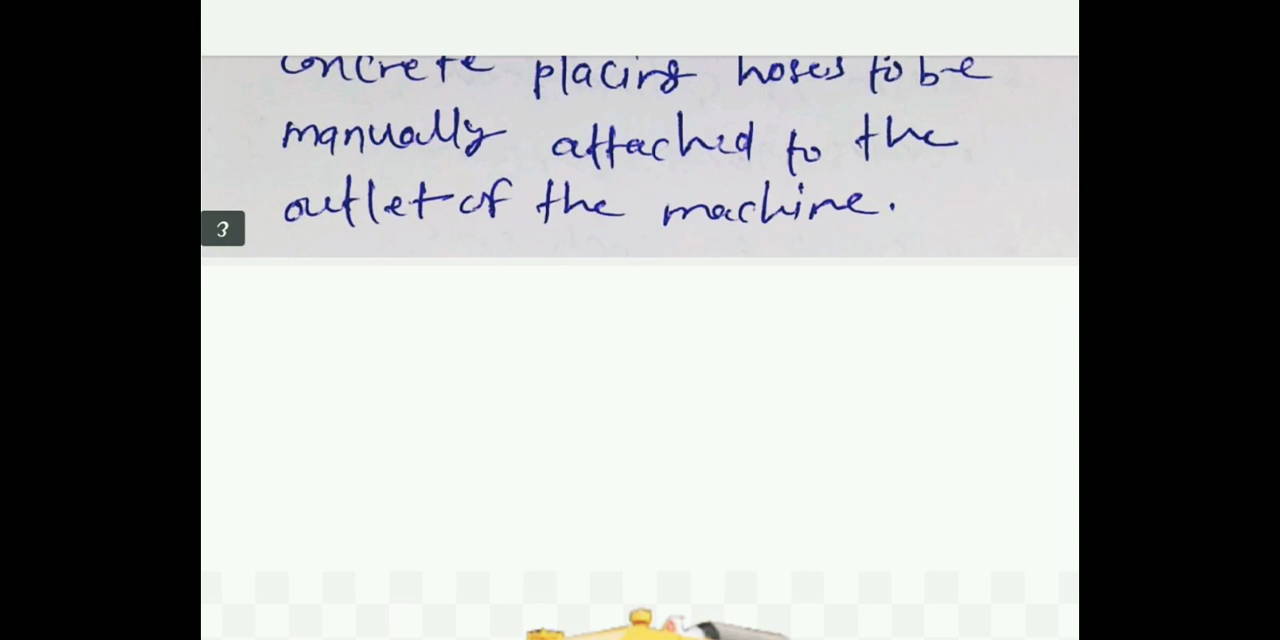 concrete placing hoses to be
manually attached to the
outlet of the machine.
3